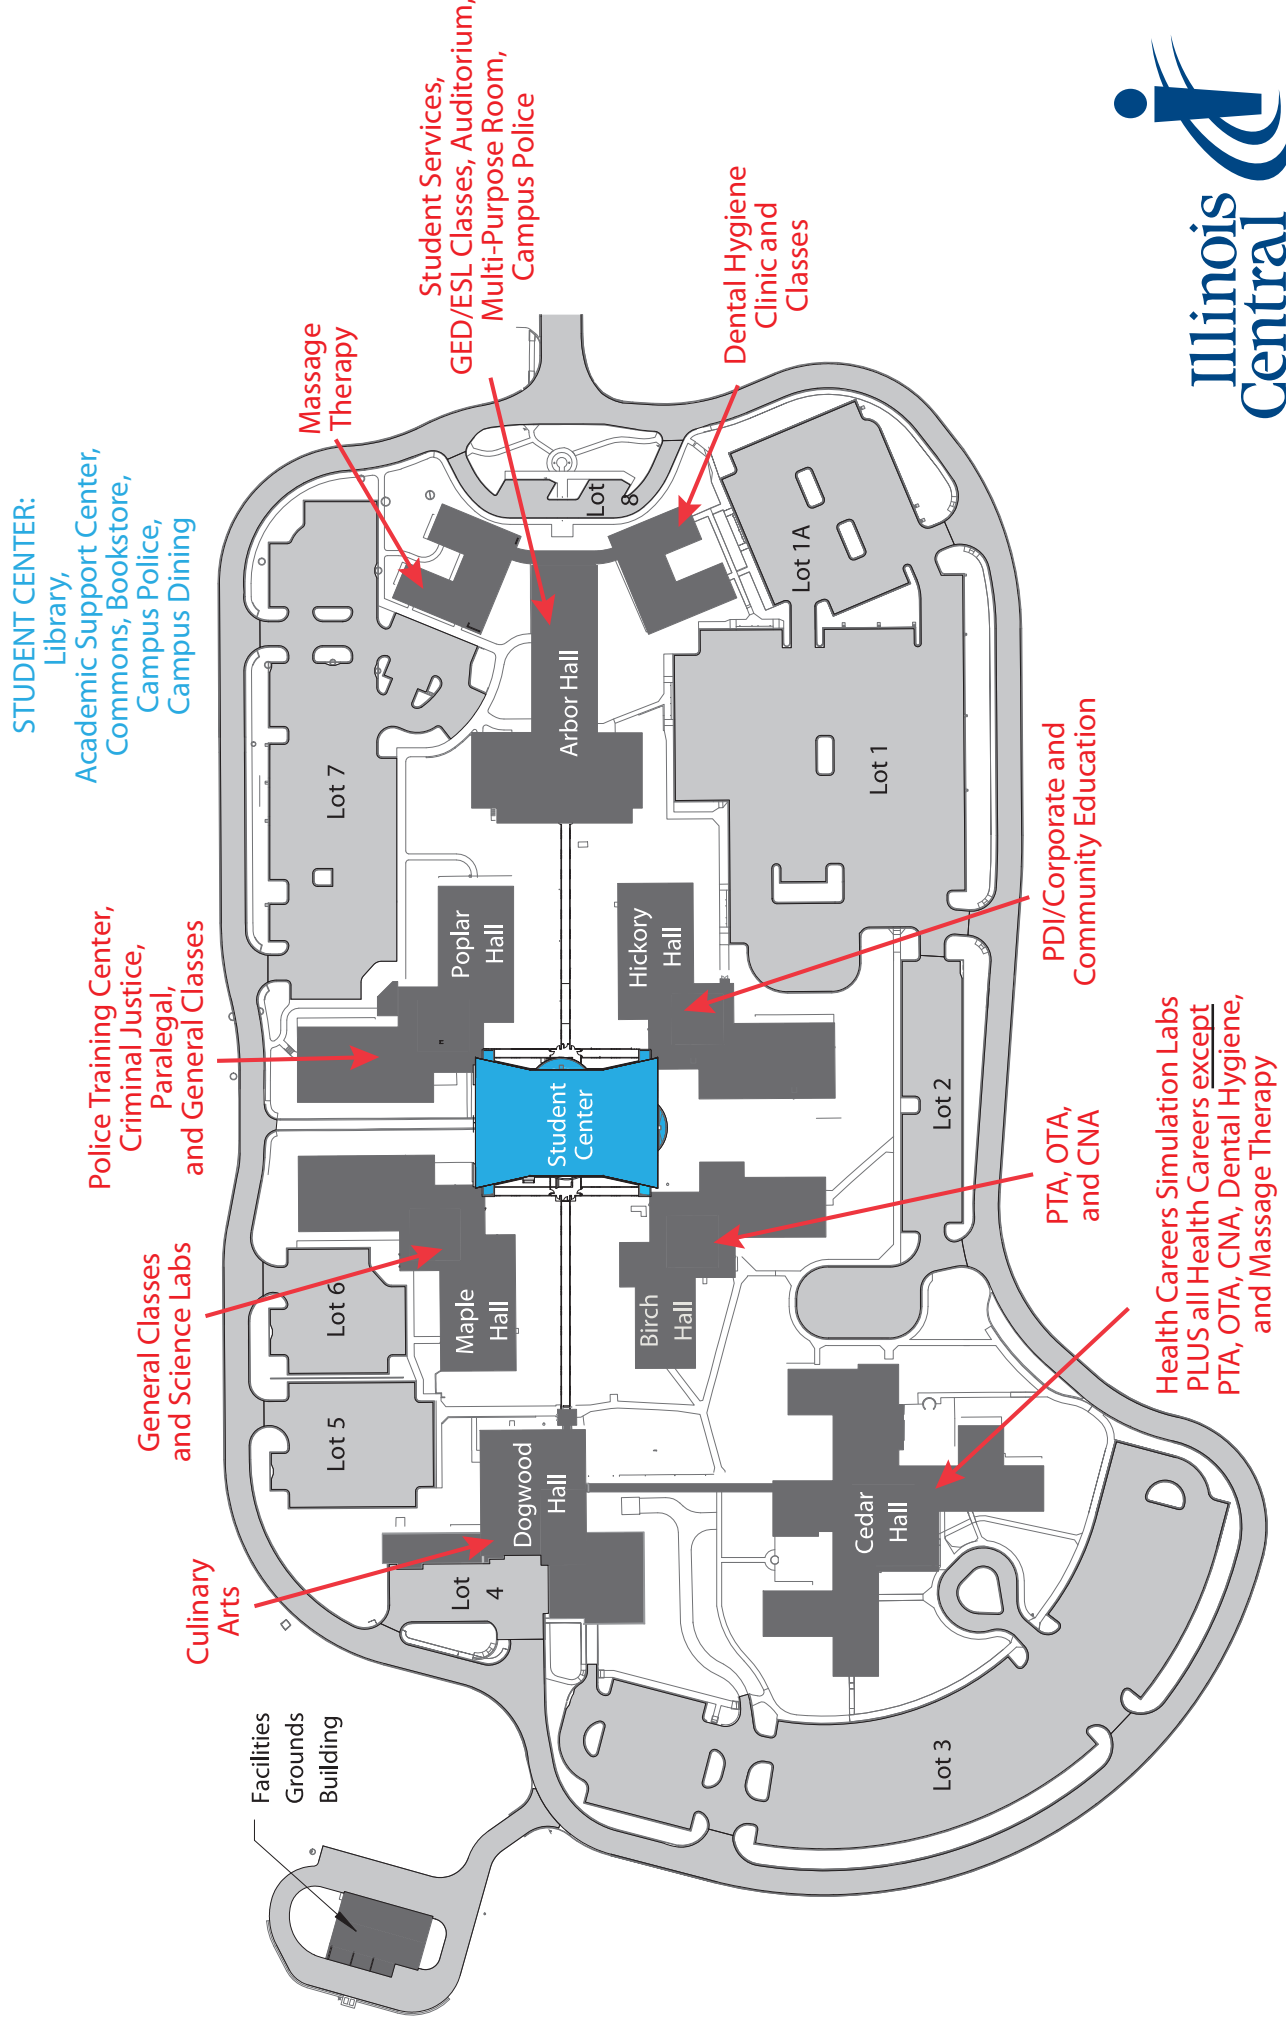 STUDENT CENTER:
Library,
Academic Support Center,
Commons, Bookstore,
Campus Police,
Campus Dining
Massage
Therapy
Student Services,
GED/ESL Classes, Auditorium,
Multi-Purpose Room,
Campus Police
Dental Hygiene
Clinic and
Classes
Police Training Center,
Criminal Justice,
Paralegal,
and General Classes
General Classes
and Science Labs
Culinary
Arts
Facilities
Grounds
Building
Lot 7
Lot 6
Lot 5
Lot
4
Lot
8
Lot 1A
Lot 1
Lot 2
Lot 3
Arbor Hall
Poplar
Hall
Hickory
Hall
Student
Center
Maple
Hall
Birch
Hall
Dogwood
Hall
Cedar
Hall
PDI/Corporate and
Community Education
PTA, OTA,
and CNA
Health Careers Simulation Labs
PLUS all Health Careers except
PTA, OTA, CNA, Dental Hygiene,
and Massage Therapy
Illinois
Central